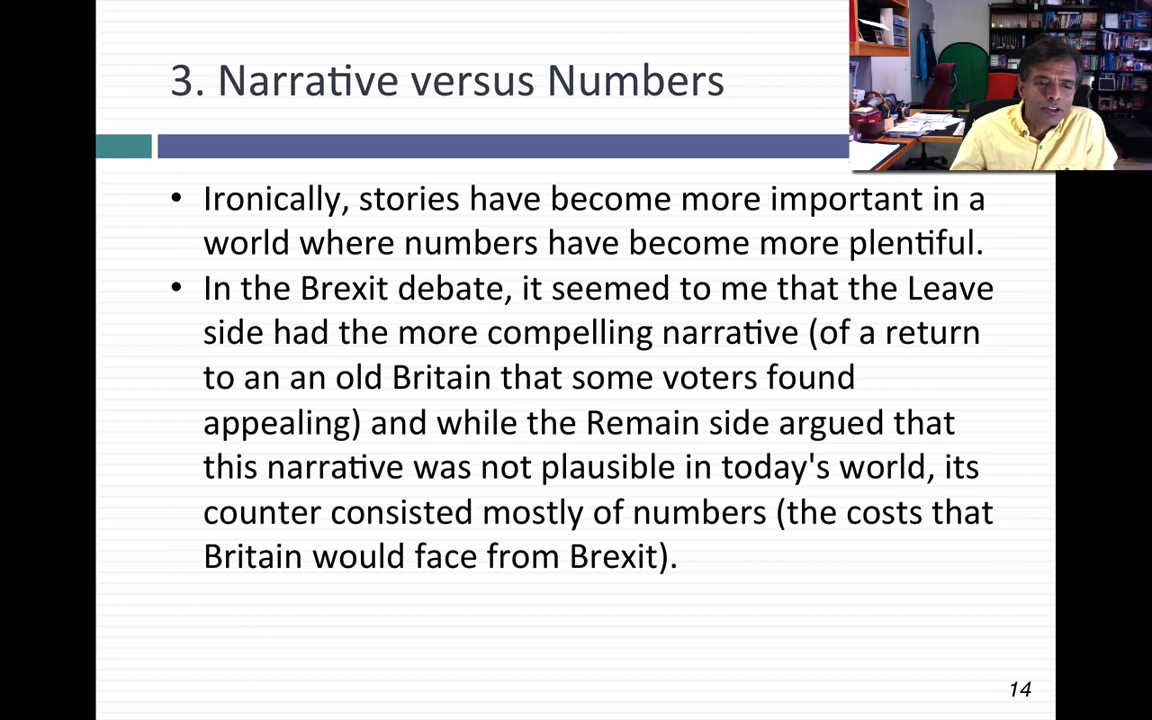 3. Narrative versus Numbers
• Ironically, stories have become more important in a
world where numbers have become more plentiful.
• In the Brexit debate, it seemed to me that the Leave
side had the more compelling narrative (of a return
to an an old Britain that some voters found
appealing) and while the Remain side argued that
this narrative was not plausible in today's world, its
counter consisted mostly of numbers (the costs that
Britain would face from Brexit).
14